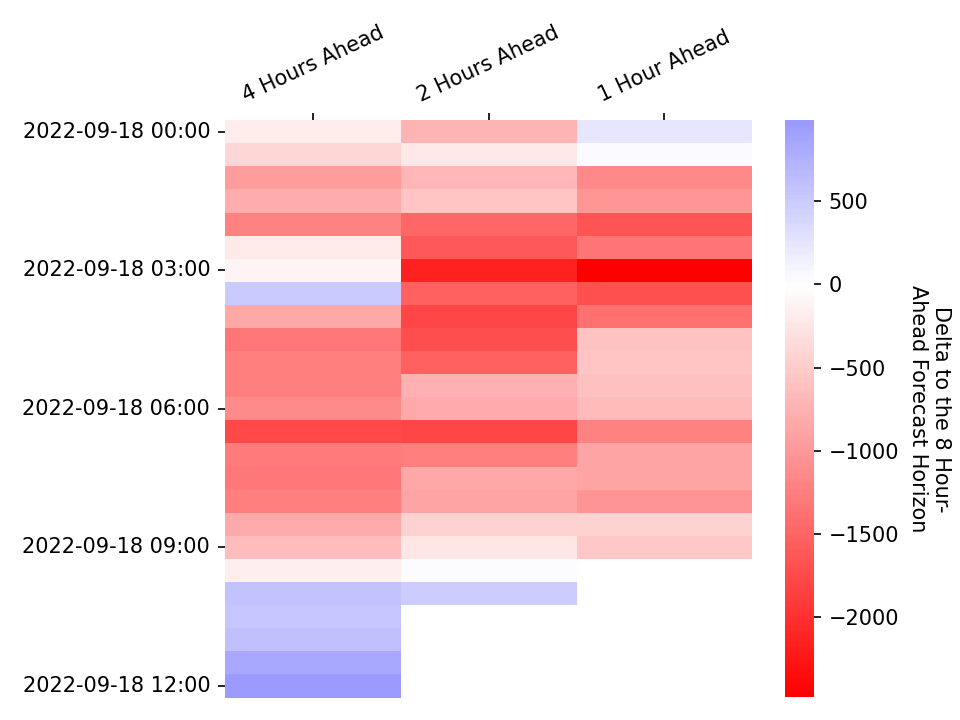 4 Hours Ahead
2 Hours Ahead
1 Hour Ahead
2022-09-18 00:00
2022-09-18 03:00
2022-09-18 06:00
2022-09-18 09:00
2022-09-18 12:00
500
0
−500
−1000
−1500
−2000
Delta to the 8 Hour-
Ahead Forecast Horizon